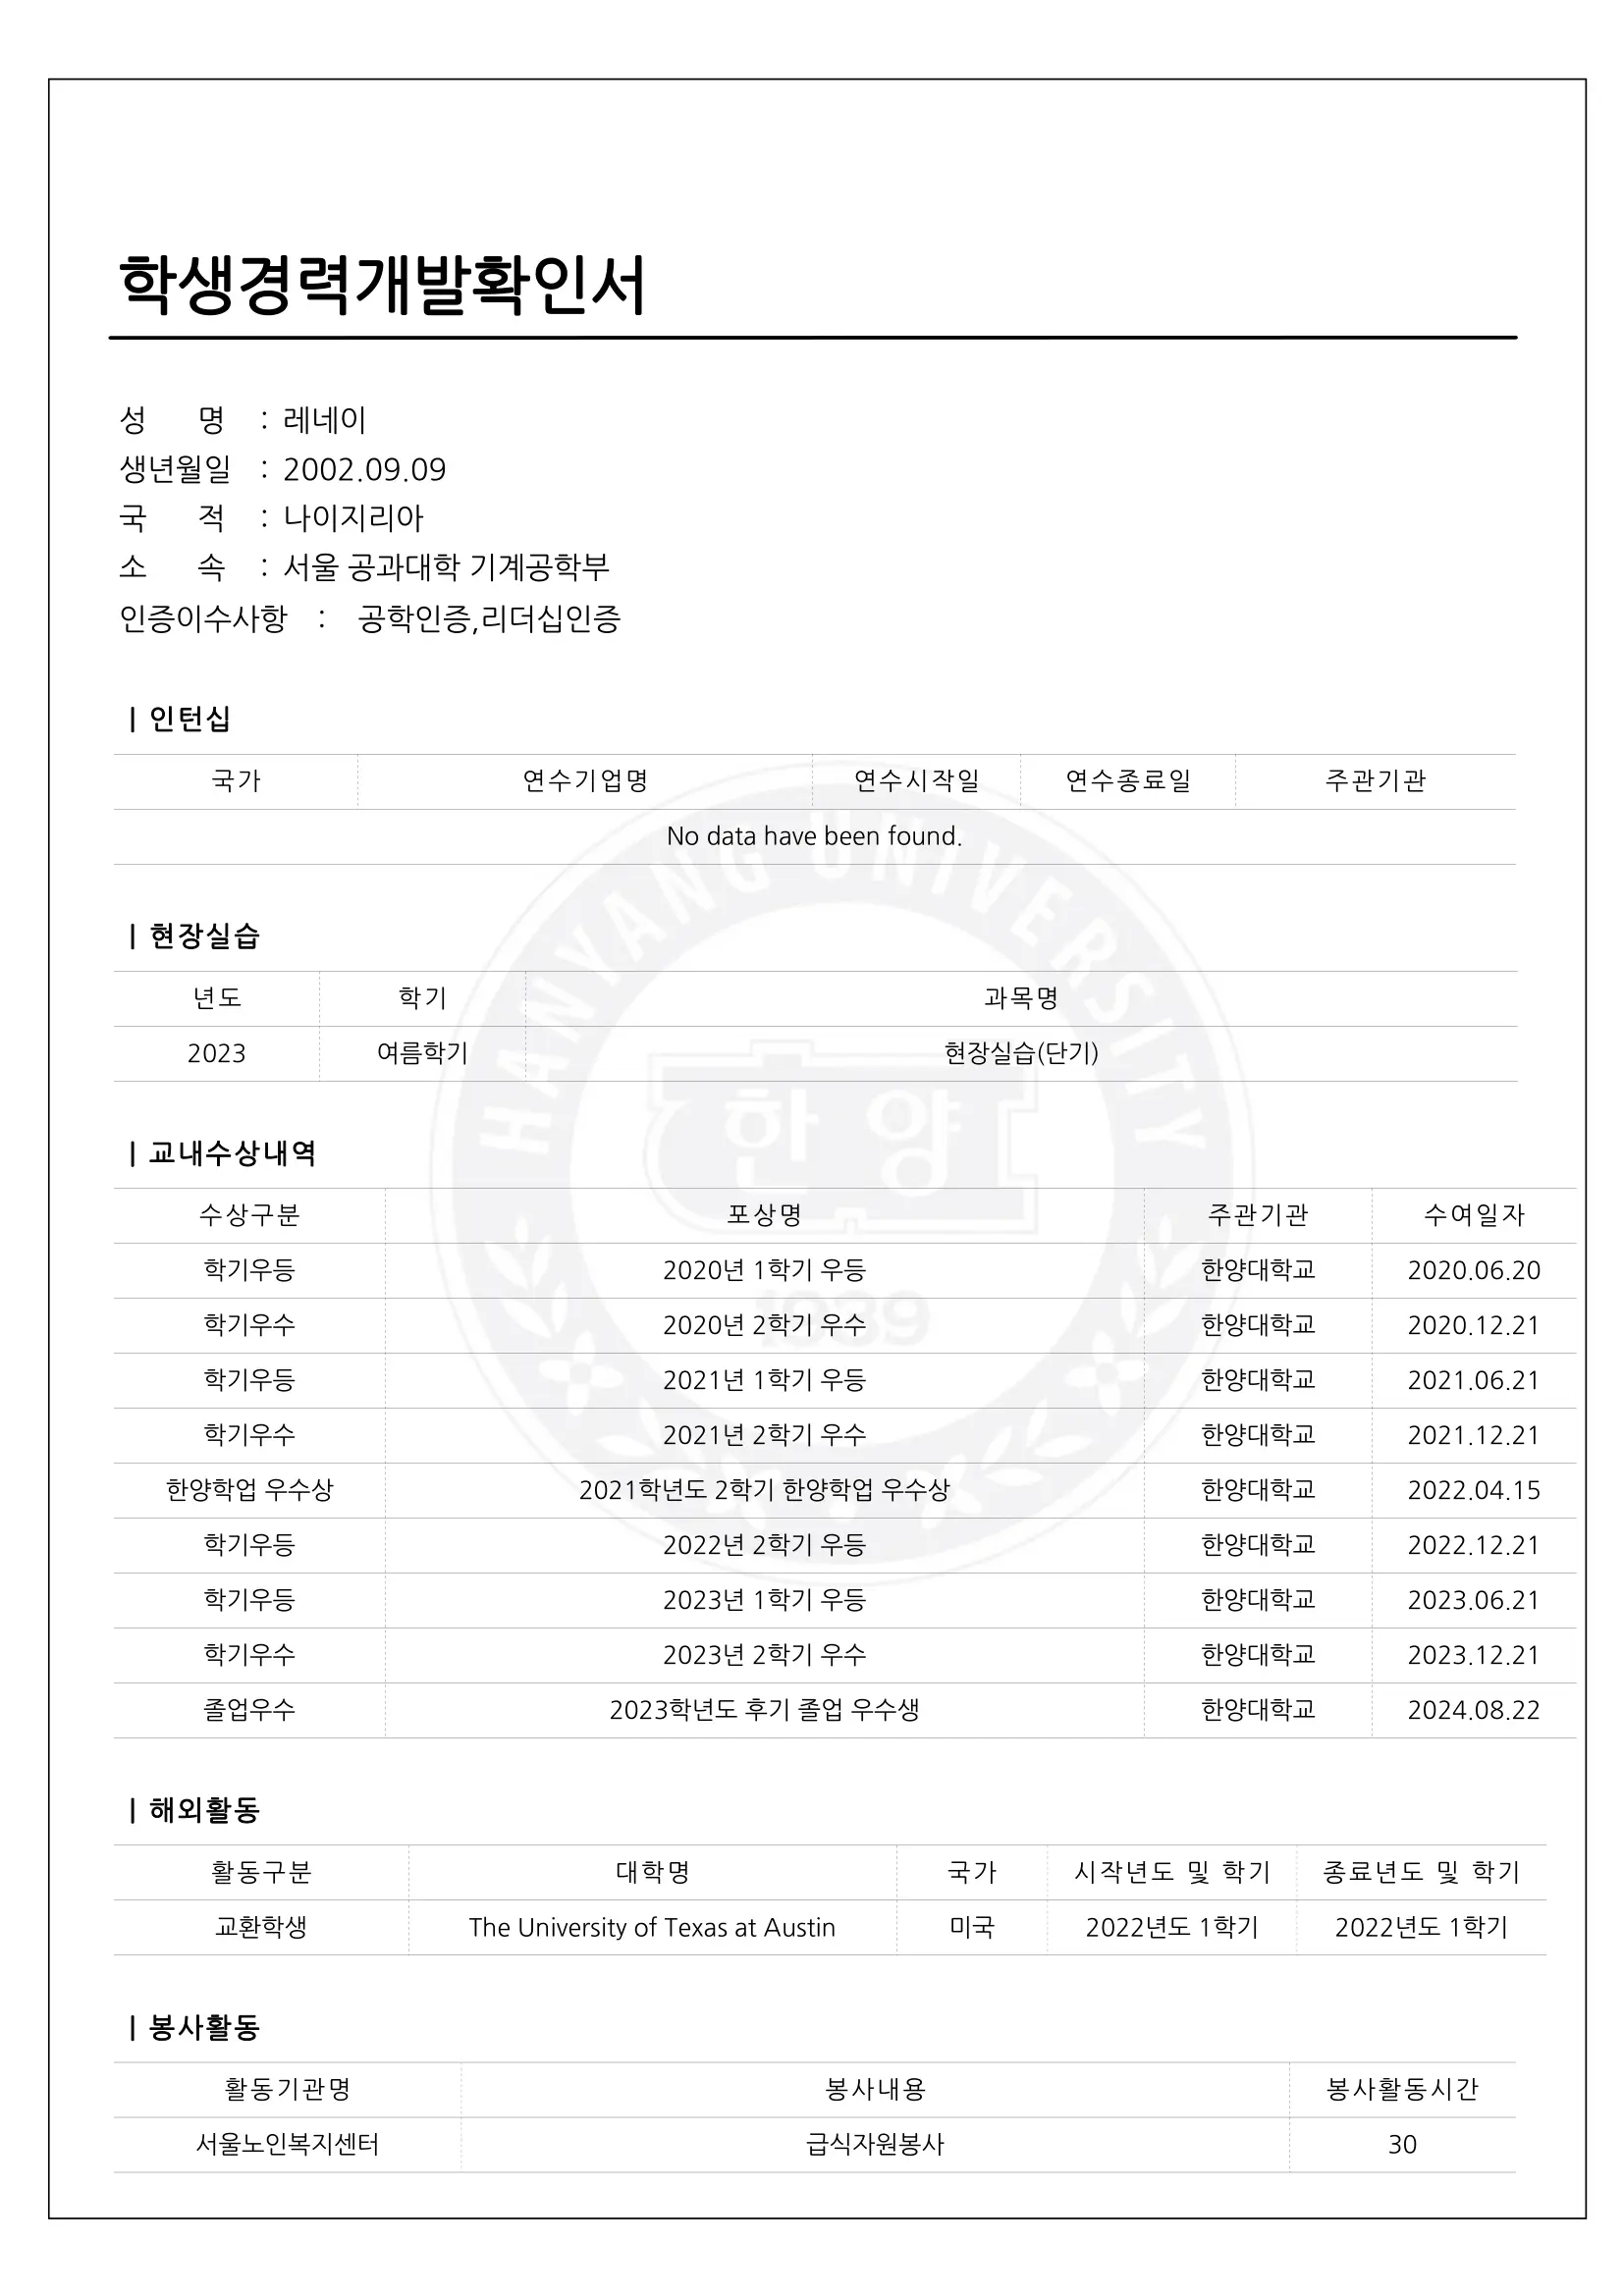 학생경력개발확인서
성 명 : 레네이
생년월일 : 2002.09.09
국 적 : 나이지리아
소 속 : 서울 공과대학 기계공학부
인증이수사항 : 공학인증,리더십인증
| 인턴십
국가 연수기업명 연수시작일 연수종료일 주관기관
No data have been found.
| 현장실습
년도 학기 과목명
2023 여름학기 현장실습(단기)
| 교내수상내역
수상구분 포상명 주관기관 수여일자
학기우등 2020년 1학기 우등 한양대학교 2020.06.20
학기우수 2020년 2학기 우수 한양대학교 2020.12.21
학기우등 2021년 1학기 우등 한양대학교 2021.06.21
학기우수 2021년 2학기 우수 한양대학교 2021.12.21
한양학업 우수상 2021학년도 2학기 한양학업 우수상 한양대학교 2022.04.15
학기우등 2022년 2학기 우등 한양대학교 2022.12.21
학기우등 2023년 1학기 우등 한양대학교 2023.06.21
학기우수 2023년 2학기 우수 한양대학교 2023.12.21
졸업우수 2023학년도 후기 졸업 우수생 한양대학교 2024.08.22
| 해외활동
활동구분 대학명 국가 시작년도 및 학기 종료년도 및 학기
교환학생 The University of Texas at Austin 미국 2022년도 1학기 2022년도 1학기
| 봉사활동
활동기관명 봉사내용 봉사활동시간
서울노인복지센터 급식자원봉사 30
HANYANG UNIVERSITY
한양
1939